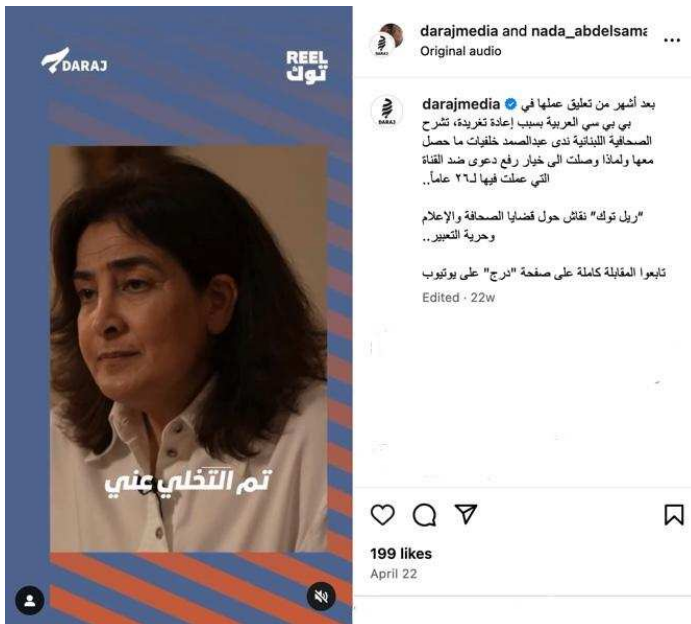 DARAJ
REEL
توك
تم التخلي عني
darajmedia and nada_abdelsama
Original audio
DARAJ
darajmedia بعد أشهر من تعليق عملها في
بي بي سي العربية بسبب إعادة تغريدة، تشرح
الصحافية اللبنانية ندى عبدالصمد خلفيات ما حصل
معها ولماذا وصلت الى خيار رفع دعوى ضد القناة
التي عملت فيها لـ٢٦ عاماً..
"ريل توك" نقاش حول قضايا الصحافة والإعلام
وحرية التعبير..
تابعوا المقابلة كاملة على صفحة "درج" على يوتيوب
Edited · 22w
199 likes
April 22